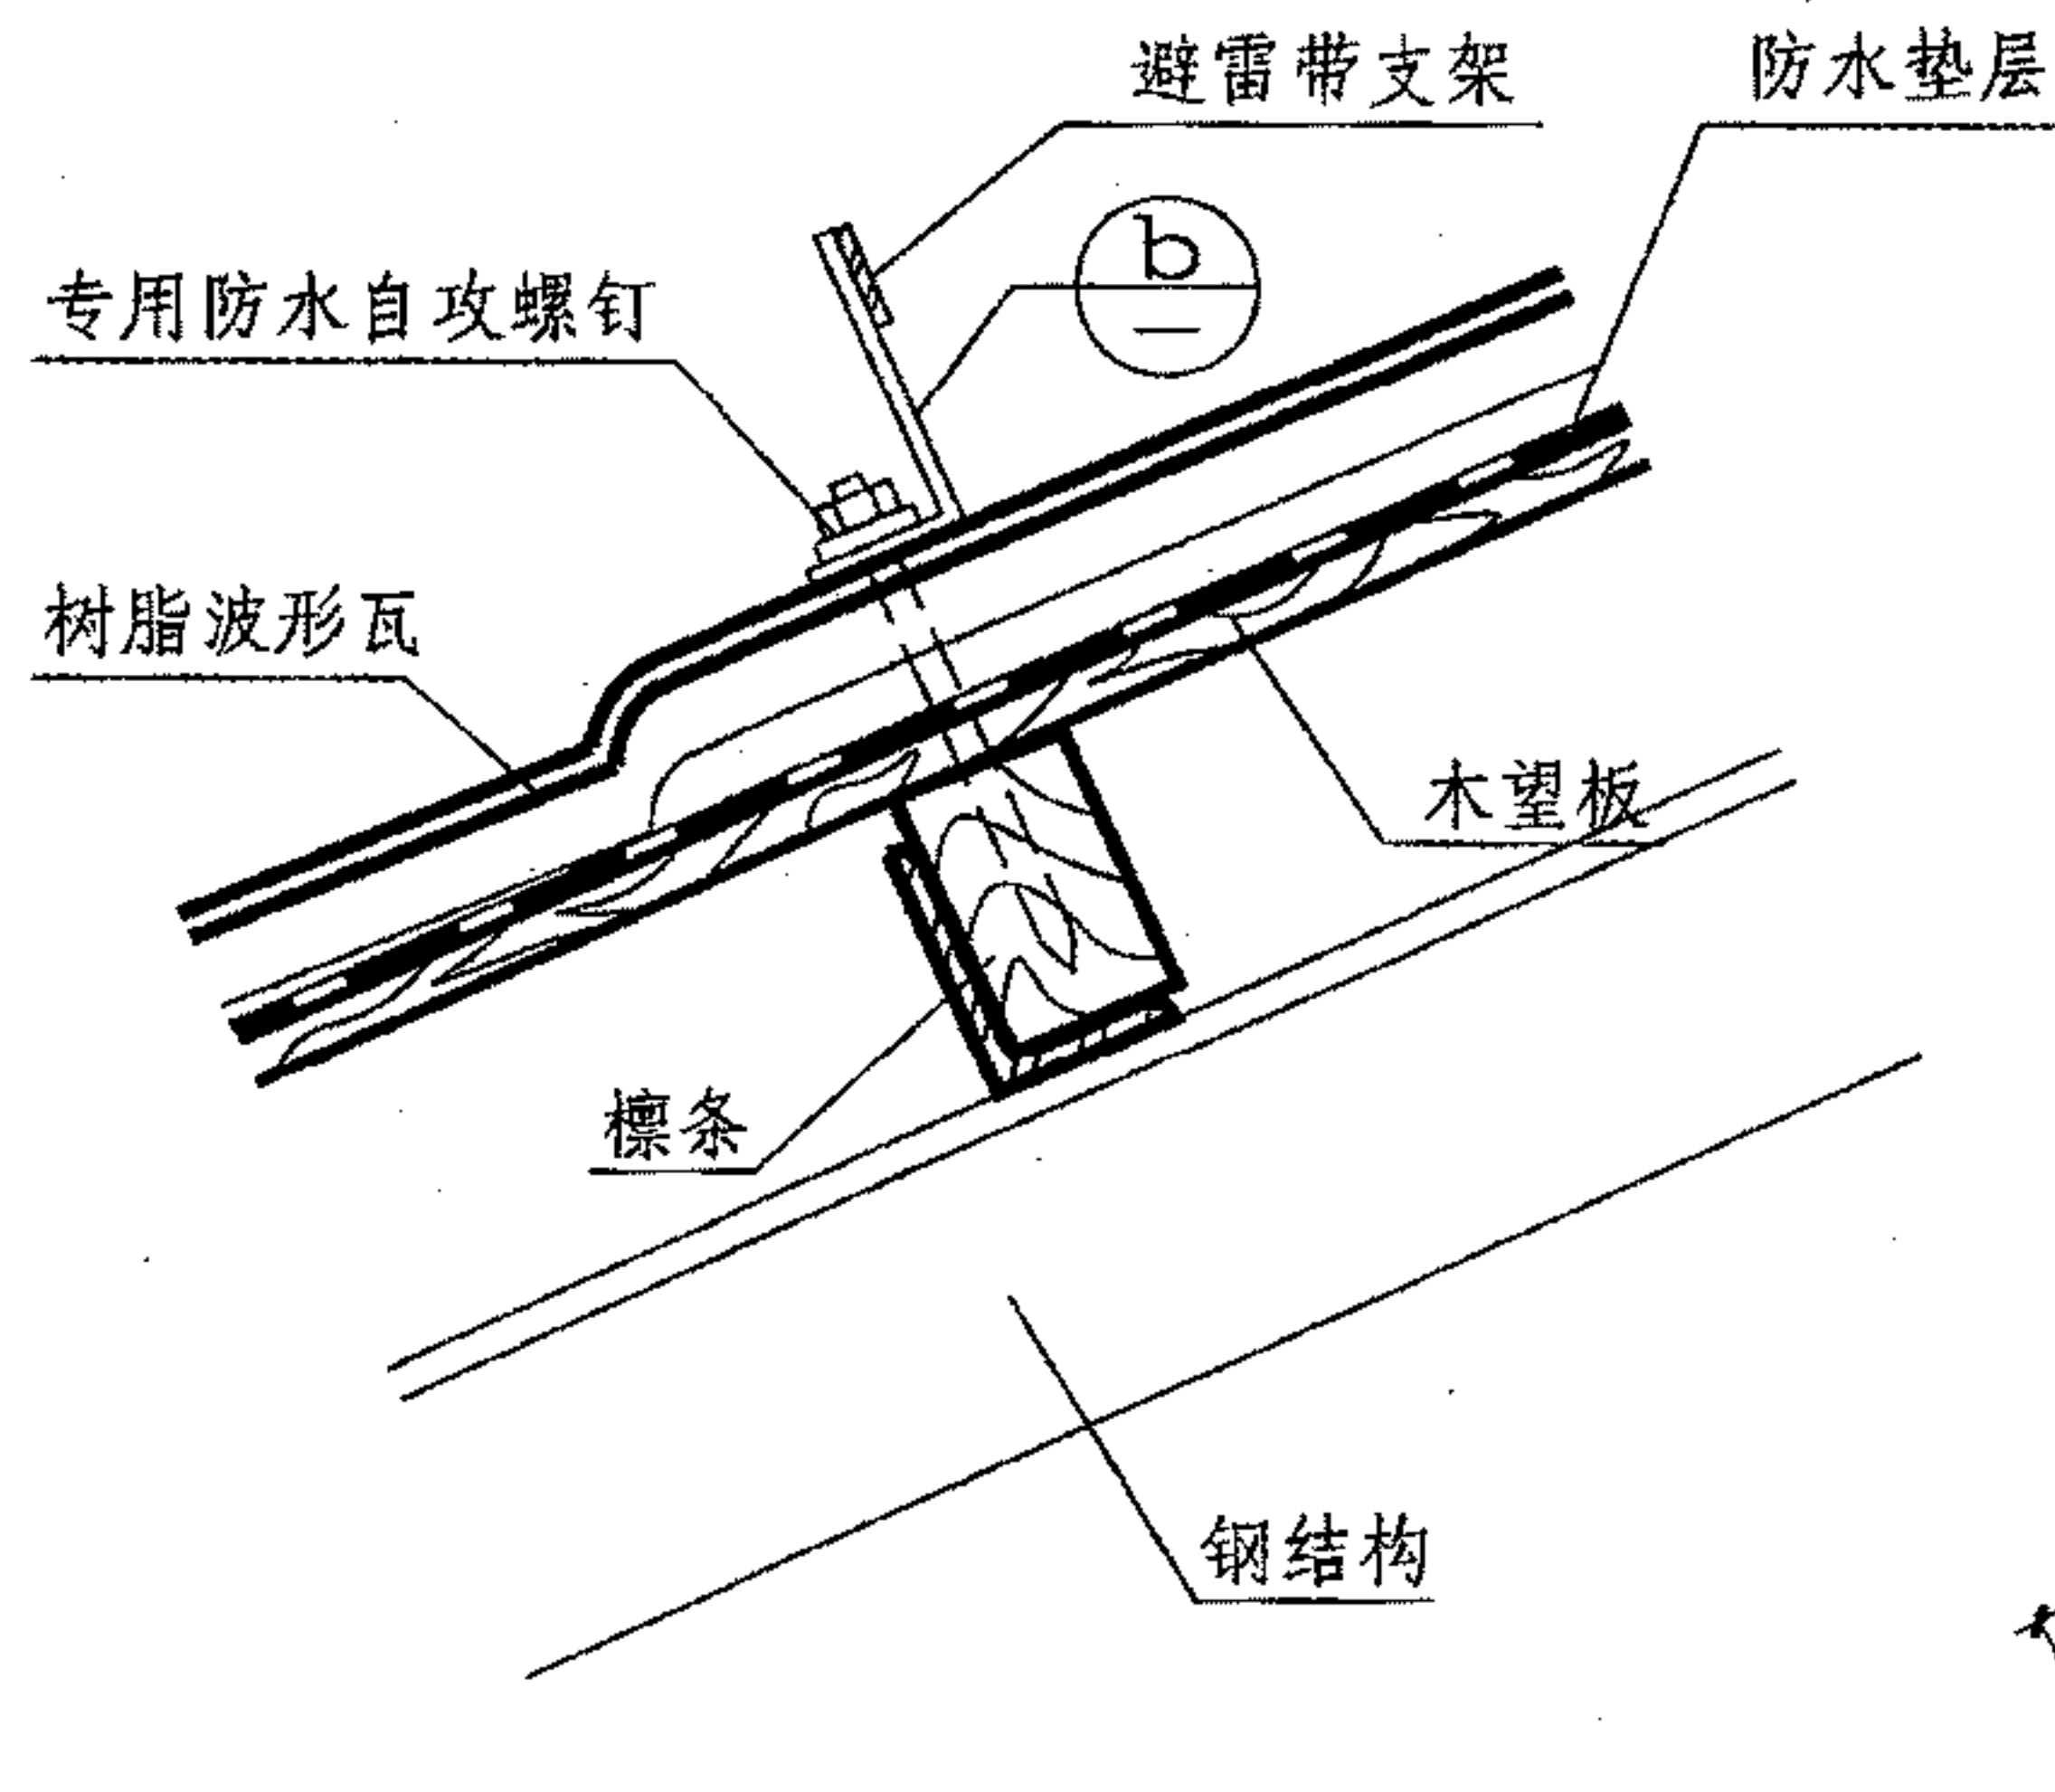 避雷带支架
防水垫层
b
—
专用防水自攻螺钉
树脂波形瓦
木望板
檩条
钢结构